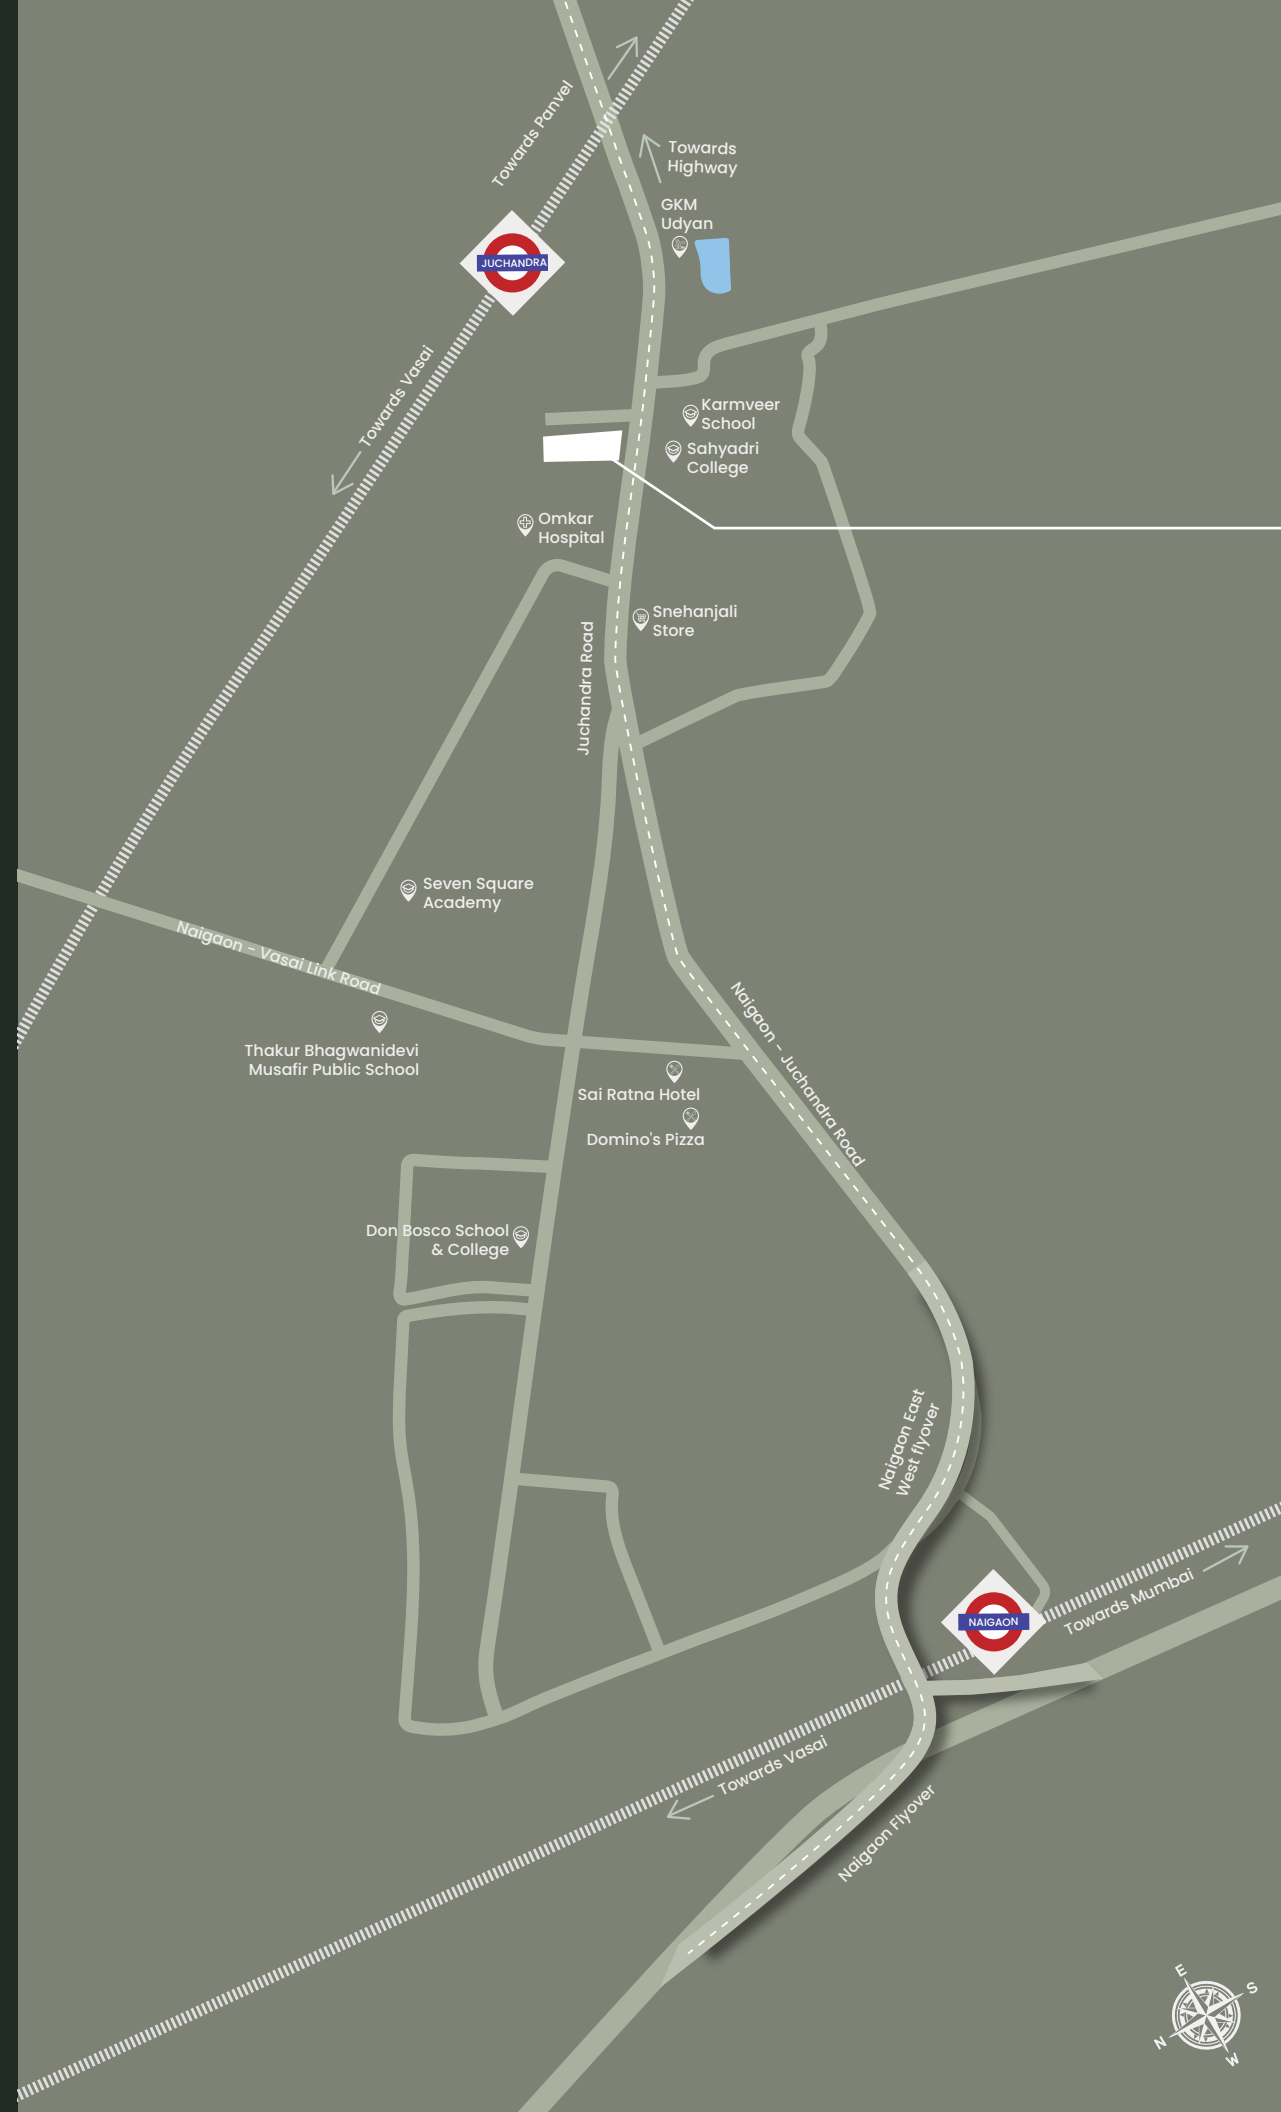 Towards Panvel
Towards
Highway
GKM
Udyan
JUCHANDRA
Towards Vasai
Karmveer
School
Sahyadri
College
Omkar
Hospital
Snehanjali
Store
Juchandra Road
Seven Square
Academy
Naigaon - Vasai Link Road
Thakur Bhagwanidevi
Musafir Public School
Naigaon - Juchandra Road
Sai Ratna Hotel
Domino's Pizza
Don Bosco School
& College
Naigaon East
West flyover
NAIGAON
Towards Mumbai
Towards Vasai
Naigaon Flyover
E
S
N
W